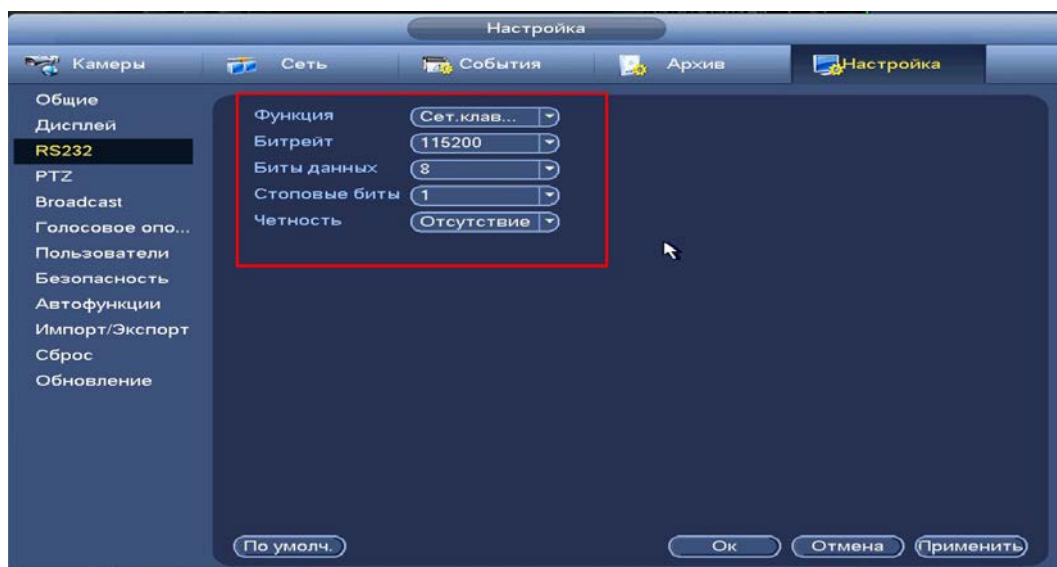 Настройка
Камеры Сеть События Архив Настройка
Общие
Дисплей
RS232
PTZ
Broadcast
Голосовое опо...
Пользователи
Безопасность
Автофункции
Импорт/Экспорт
Сброс
Обновление
Функция Сет.клав...
Битрейт 115200
Биты данных 8
Стоповые биты 1
Четность Отсутствие
По умолч. Ок Отмена Применить